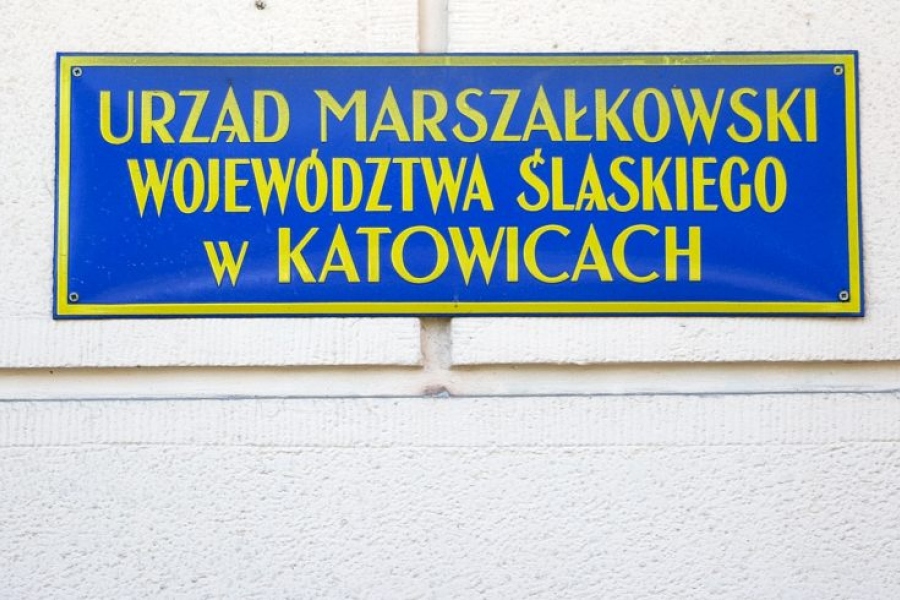 URZĄD MARSZAŁKOWSKI
WOJEWÓDZTWA ŚLĄSKIEGO
W KATOWICACH